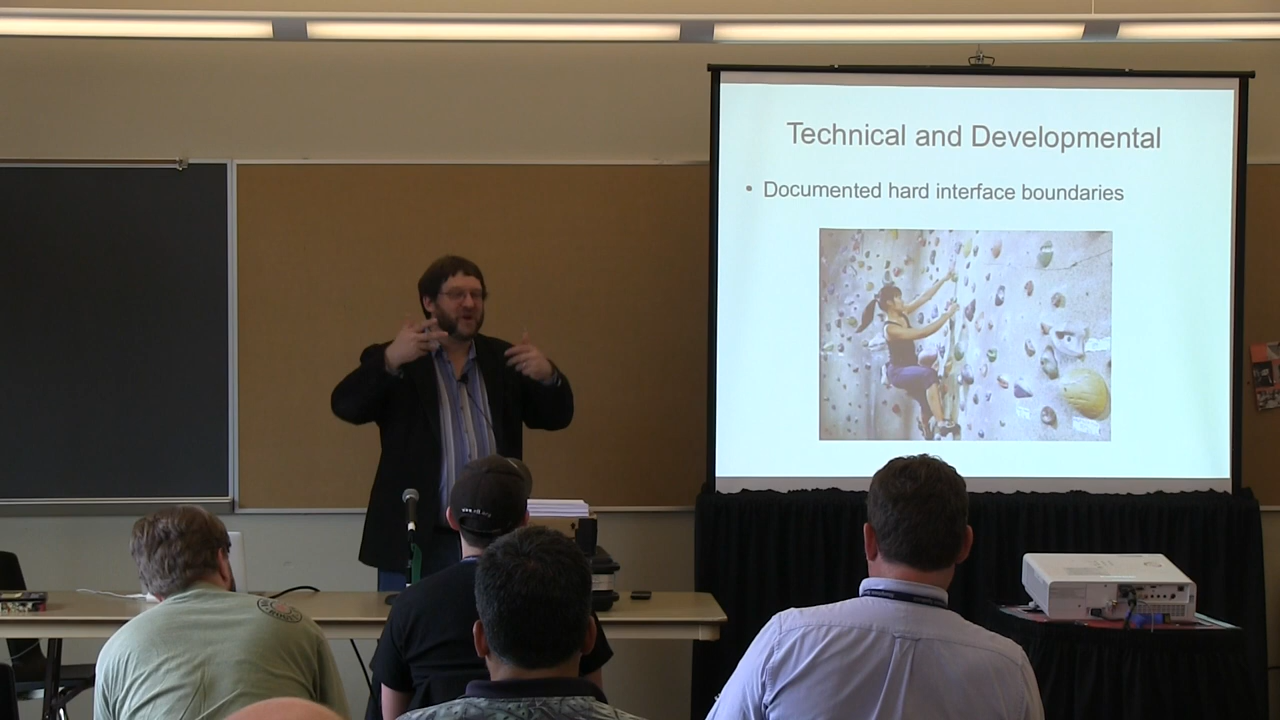 Technical and Developmental
• Documented hard interface boundaries